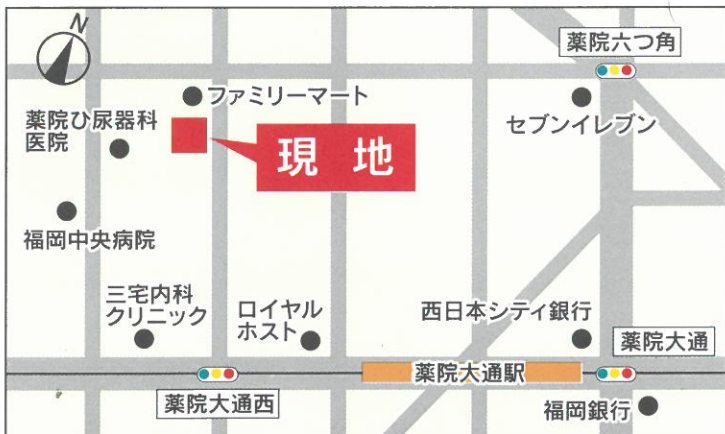 N
薬院六つ角
ファミリーマート
薬院ひ尿器科
医院
セブンイレブン
現地
福岡中央病院
三宅内科
クリニック
ロイヤル
ホスト
西日本シティ銀行
薬院大通
薬院大通駅
薬院大通西
福岡銀行